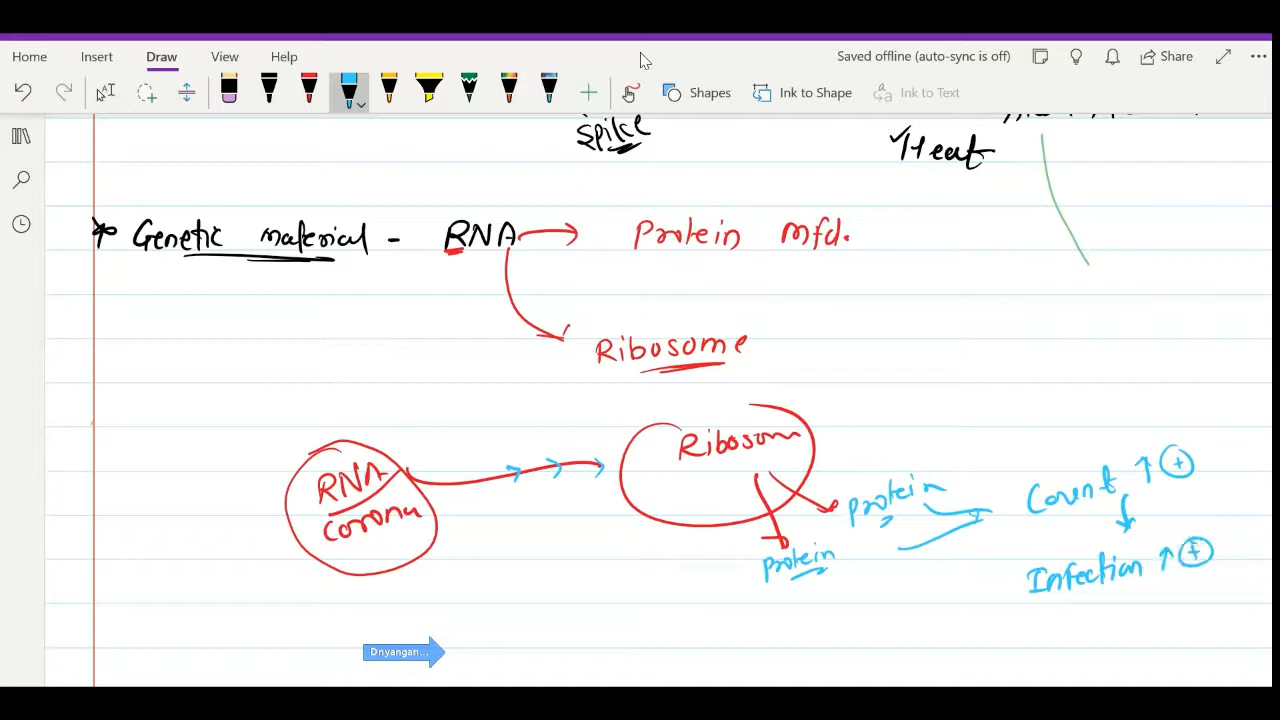 Home Insert Draw View Help Saved offline (auto-sync is off) Share
Shapes Ink to Shape Ink to Text
Spike
Heat
* Genetic material - RNA → Protein mfd.
Ribosome
RNA
corona
Ribosom
protein
protein
Count ↑ +
Infection ↑ +
Dnyangan...